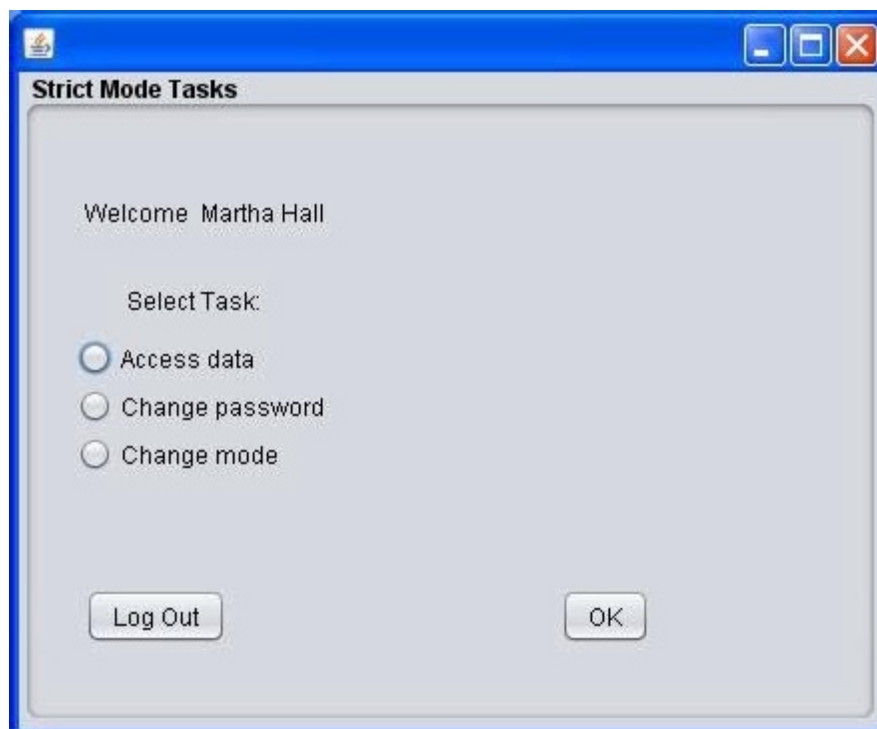 Strict Mode Tasks
Welcome Martha Hall
Select Task:
Access data
Change password
Change mode
Log Out
OK